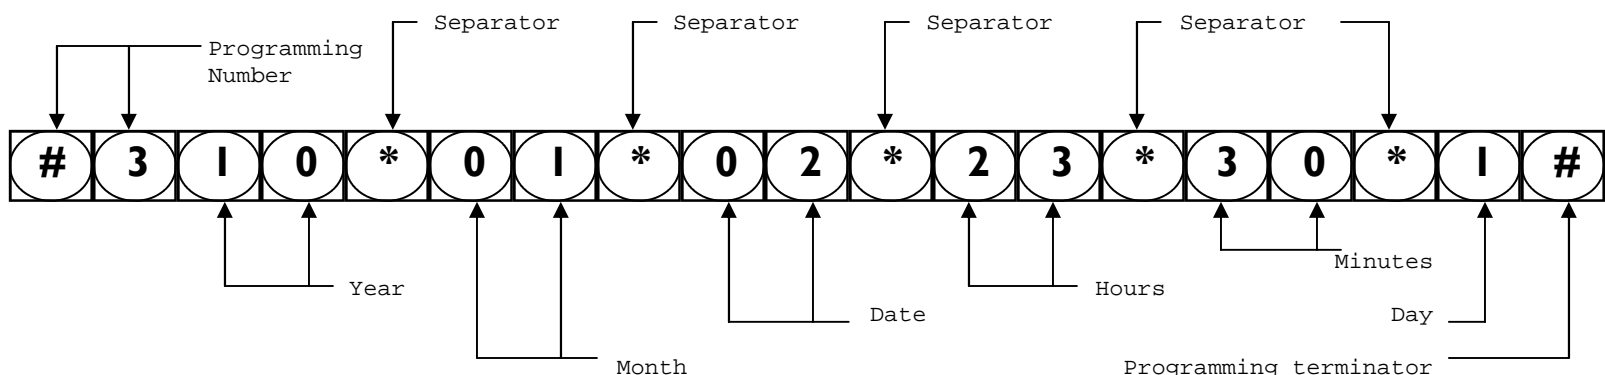 Separator Separator Separator Separator
Programming
Number
# 3 1 0 * 0 1 * 0 2 * 2 3 * 3 0 * 1 #
Minutes
Year Hours
Date Day
Month Programming terminator